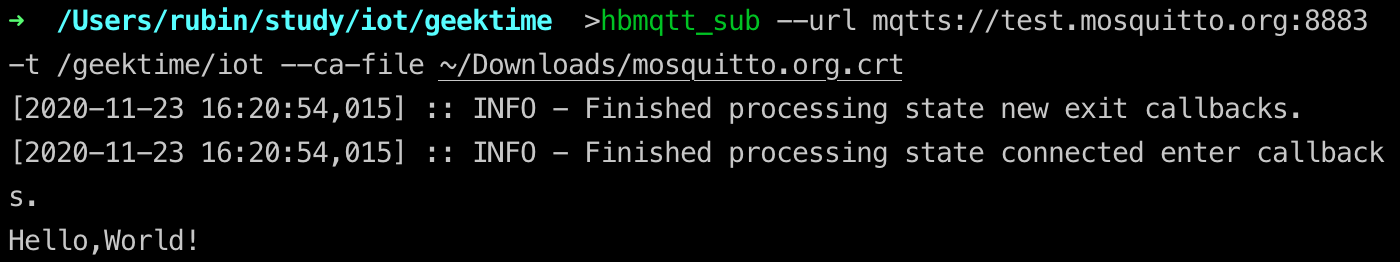 ➜  /Users/rubin/study/iot/geektime  >hbmqtt_sub --url mqtts://test.mosquitto.org:8883
-t /geektime/iot --ca-file ~/Downloads/mosquitto.org.crt
[2020-11-23 16:20:54,015] :: INFO - Finished processing state new exit callbacks.
[2020-11-23 16:20:54,015] :: INFO - Finished processing state connected enter callback
s.
Hello,World!